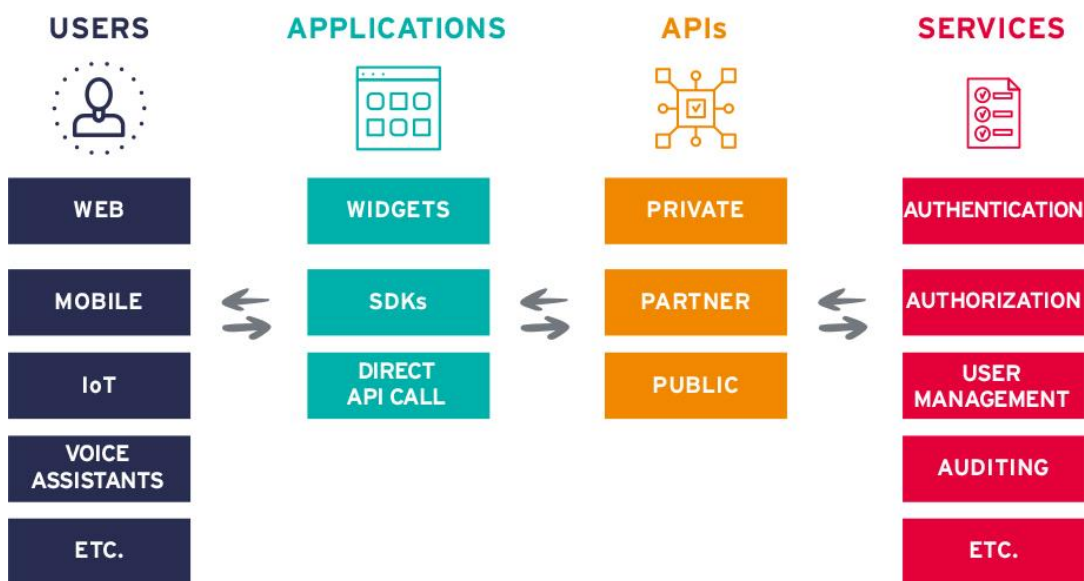 USERS
APPLICATIONS
APIs
SERVICES
WEB
MOBILE
IoT
VOICE
ASSISTANTS
ETC.
WIDGETS
SDKs
DIRECT
API CALL
PRIVATE
PARTNER
PUBLIC
AUTHENTICATION
AUTHORIZATION
USER
MANAGEMENT
AUDITING
ETC.